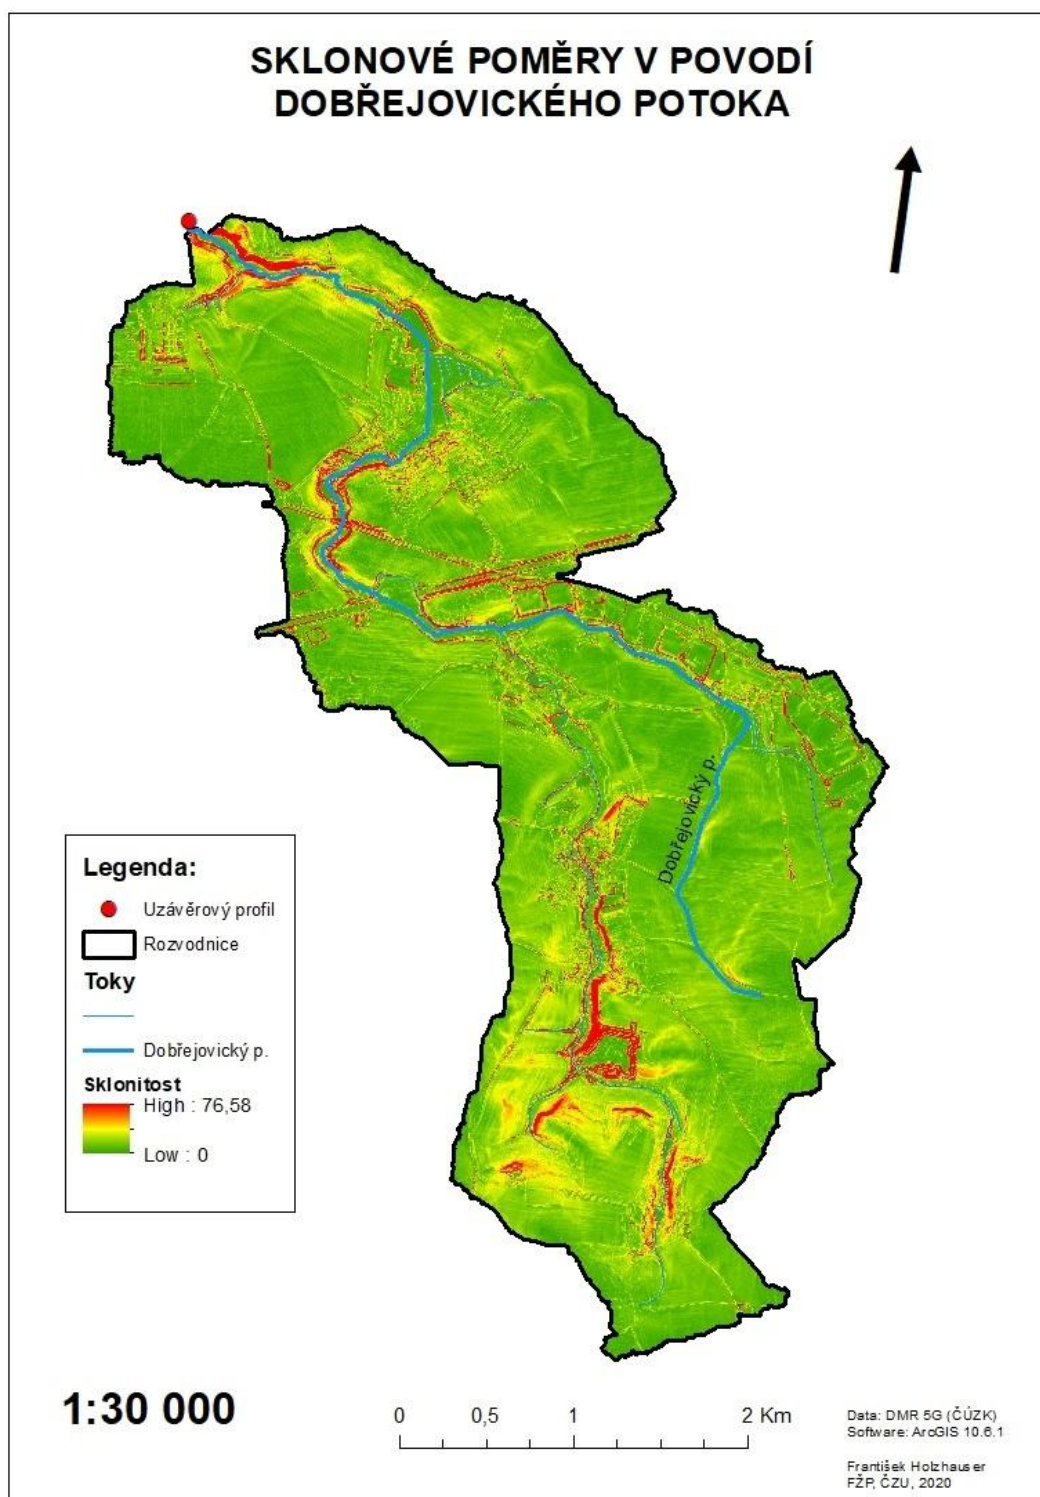 SKLONOVÉ POMĚRY V POVODÍ
DOBŘEJOVICKÉHO POTOKA
Dobřejovický p.
Legenda:
Uzávěrový profil
Rozvodnice
Toky
Dobřejovický p.
Sklonitost
High : 76,58
Low : 0
1:30 000
0 0,5 1 2 Km
Data: DMR 5G (ČÚZK)
Software: ArcGIS 10.6.1
František Holzhauser
FŽP, ČZU, 2020